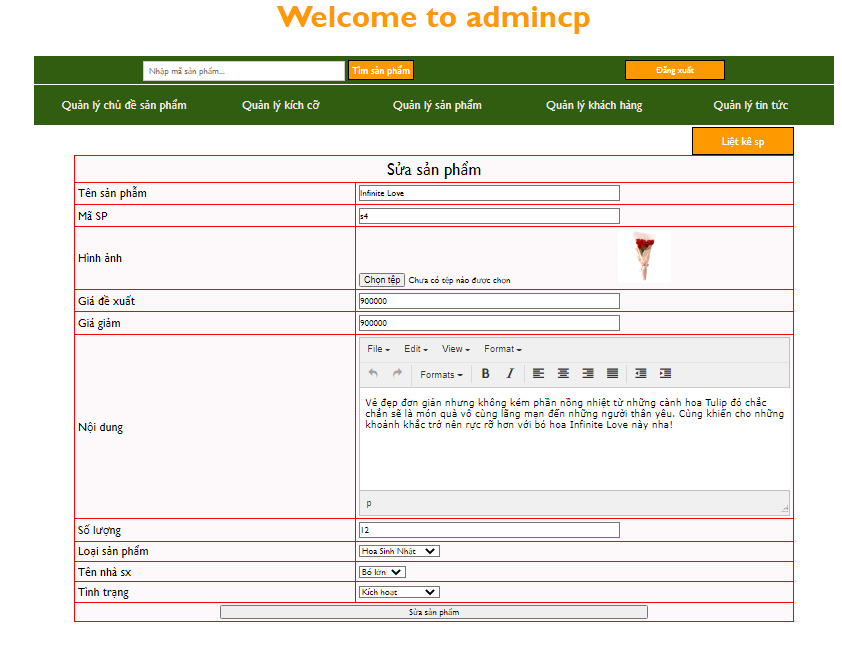 Welcome to admincp
Nhập mã sản phẩm... Tìm sản phẩm Đăng xuất
Quản lý chủ đề sản phẩm Quản lý kích cỡ Quản lý sản phẩm Quản lý khách hàng Quản lý tin tức
Liệt kê sp
Sửa sản phẩm
Tên sản phẩm Infinite Love
Mã SP s4
Hình ảnh
Chọn tệp Chưa có tệp nào được chọn
Giá đề xuất 900000
Giá giảm 900000
File Edit View Format
Formats B I
Nội dung
Vẻ đẹp đơn giản nhưng không kém phần nồng nhiệt từ những cành hoa Tulip đỏ chắc
chắn sẽ là món quà vô cùng lãng mạn đến những người thân yêu. Cùng khiến cho những
khoảnh khắc trở nên rực rỡ hơn với bó hoa Infinite Love này nha!
p
Số lượng 12
Loại sản phẩm Hoa Sinh Nhật
Tên nhà sx Bó lớn
Tình trạng Kích hoạt
Sửa sản phẩm